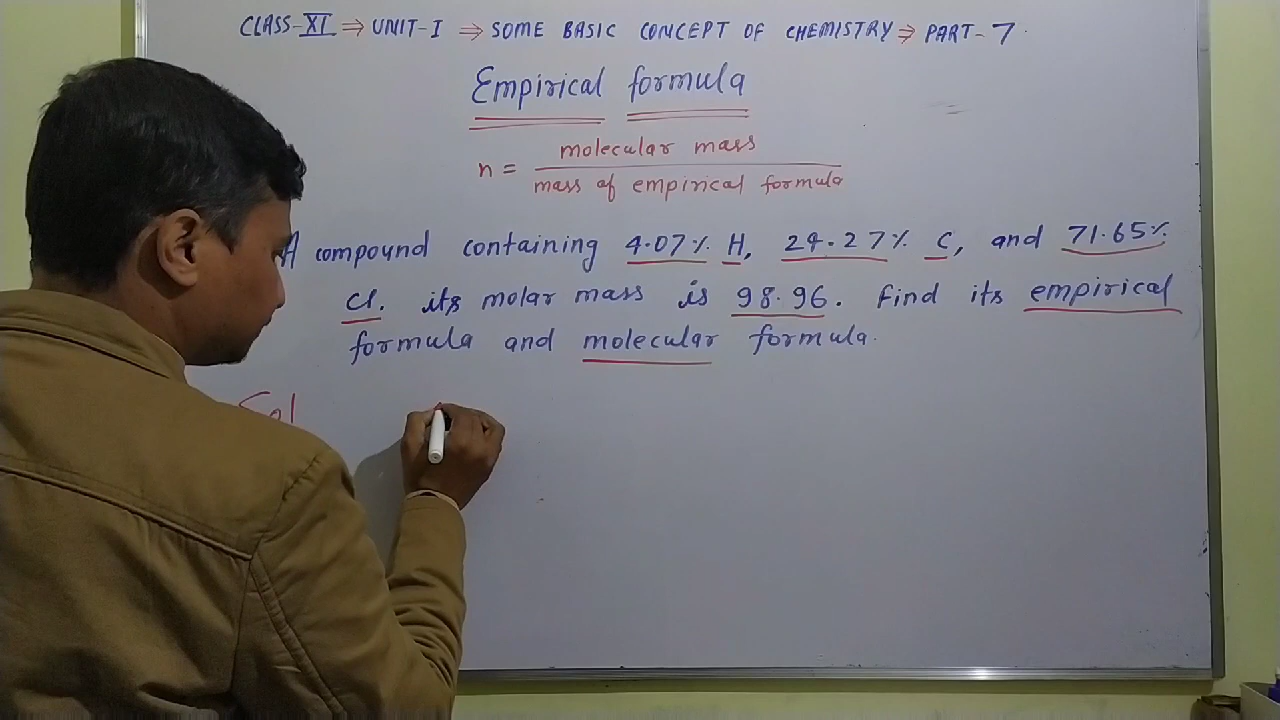 CLASS-XI ⇒ UNIT-I ⇒ SOME BASIC CONCEPT OF CHEMISTRY ⇒ PART-7.
Empirical formula
n = molecular mass
mass of empirical formula
A compound containing 4.07% H, 24.27% C, and 71.65%
Cl. its molar mass is 98.96. Find its empirical
formula and molecular formula.
Sol